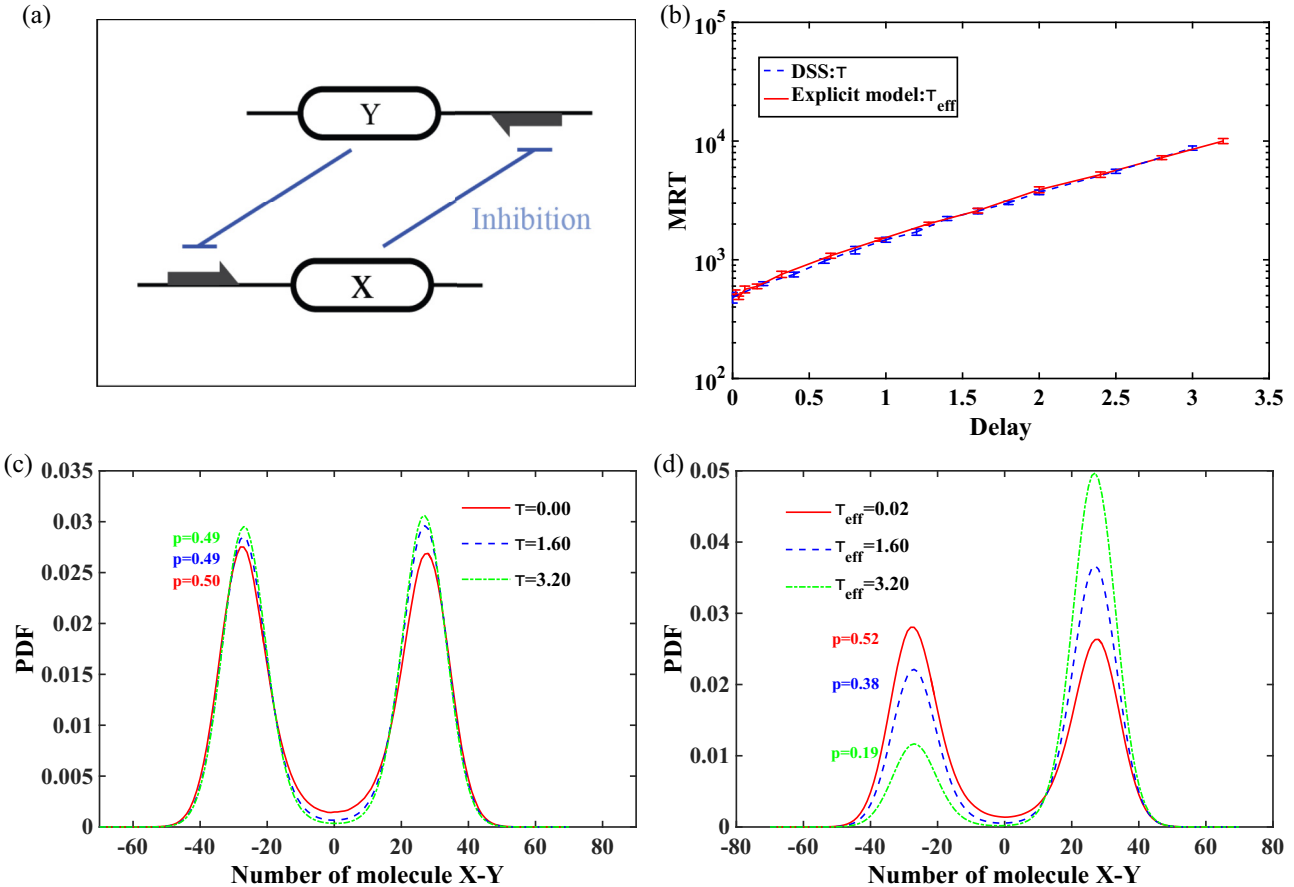 (a)
Y
Inhibition
X
(b)
10^5
10^4
10^3
10^2
MRT
DSS:τ
Explicit model:τ_eff
0 0.5 1 1.5 2 2.5 3 3.5
Delay
(c)
0.035
0.03
0.025
0.02
0.015
0.01
0.005
0
PDF
p=0.49
p=0.49
p=0.50
τ=0.00
τ=1.60
τ=3.20
-60 -40 -20 0 20 40 60 80
Number of molecule X-Y
(d)
0.05
0.04
0.03
0.02
0.01
0
PDF
τ_eff=0.02
τ_eff=1.60
τ_eff=3.20
p=0.52
p=0.38
p=0.19
-80 -60 -40 -20 0 20 40 60 80
Number of molecule X-Y